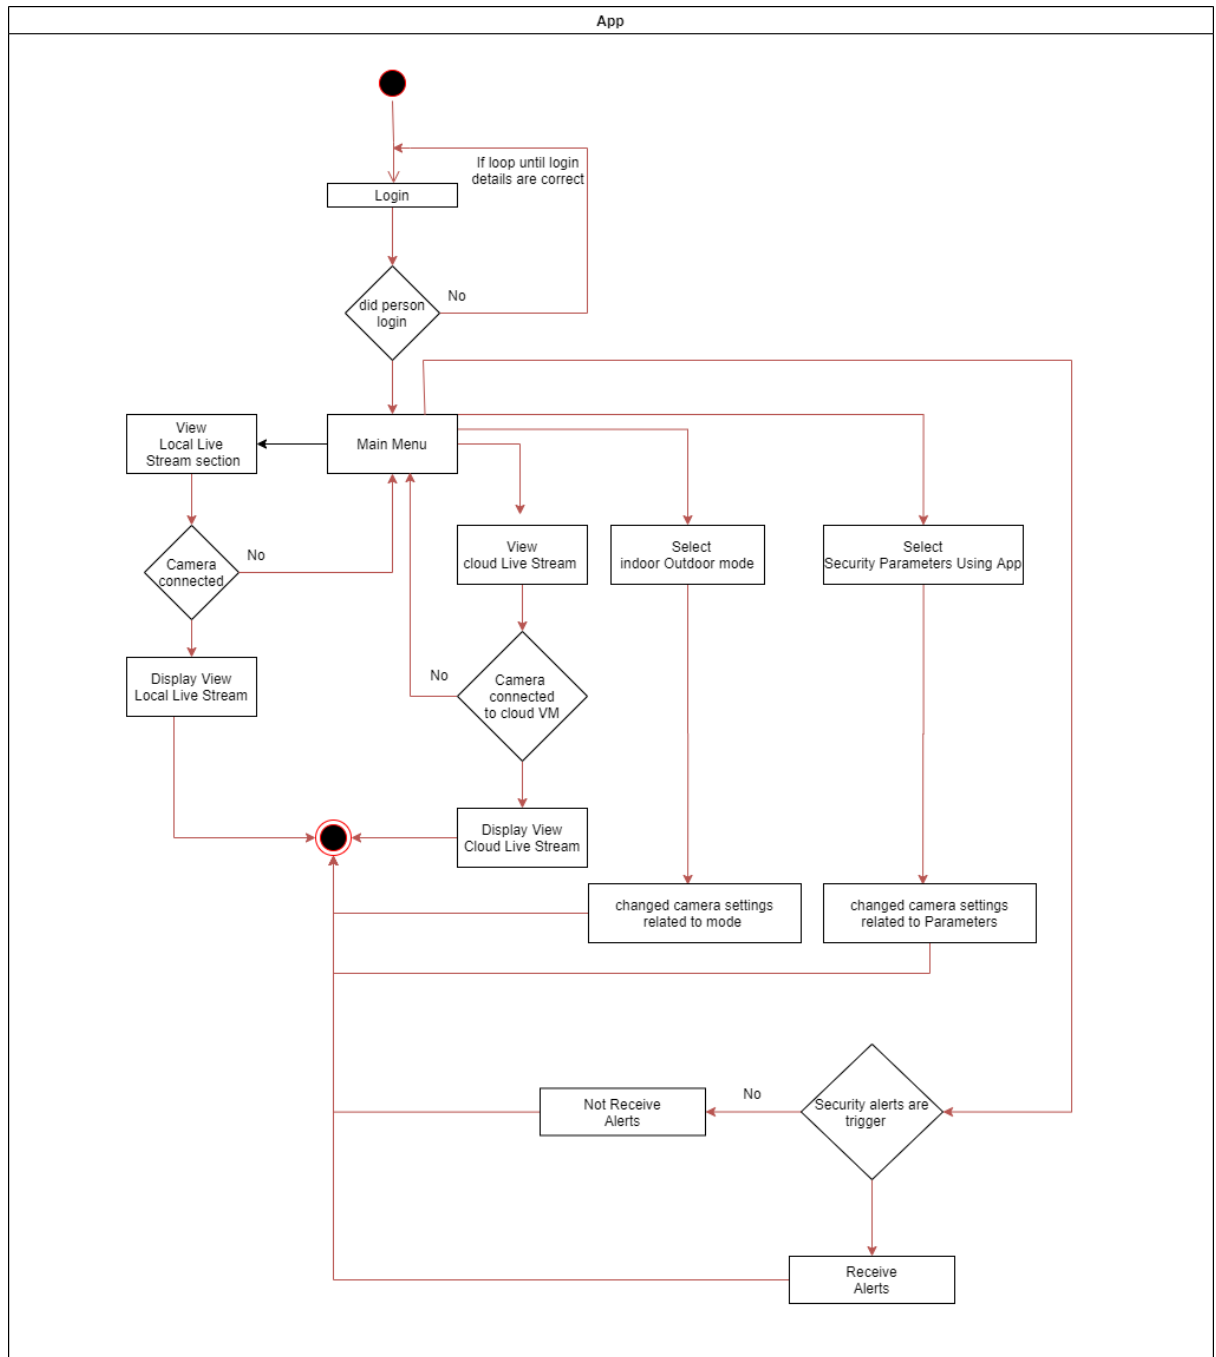 App
If loop until login
details are correct
Login
did person
login
No
View
Local Live
Stream section
Main Menu
View
cloud Live Stream
Select
indoor Outdoor mode
Select
Security Parameters Using App
Camera
connected
No
Display View
Local Live Stream
No
Camera
connected
to cloud VM
Display View
Cloud Live Stream
changed camera settings
related to mode
changed camera settings
related to Parameters
Not Receive
Alerts
No
Security alerts are
trigger
Receive
Alerts